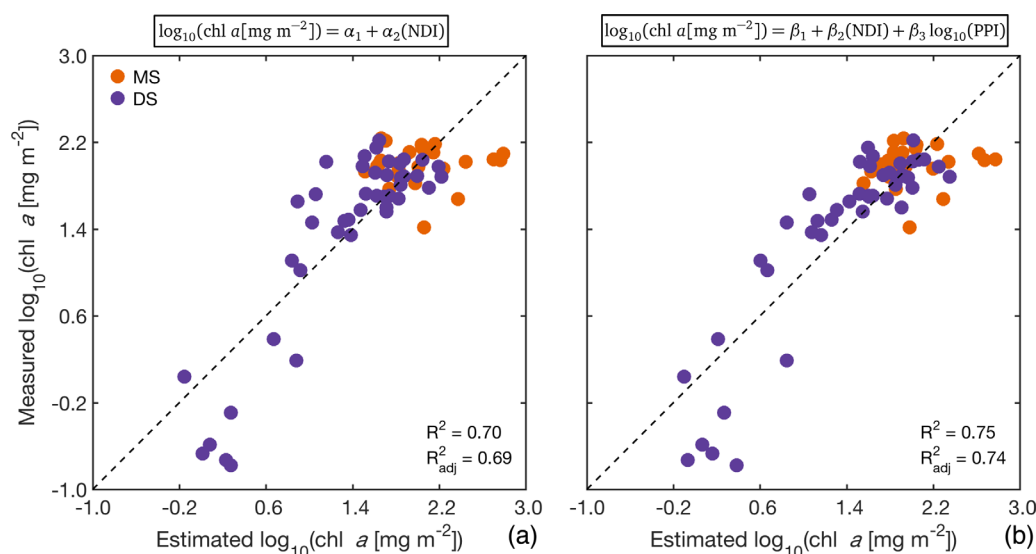 log₁₀(chl a[mg m⁻²]) = α₁ + α₂(NDI)
3.0
2.2
1.4
0.6
-0.2
-1.0
Measured log₁₀(chl a [mg m⁻²])
MS
DS
R² = 0.70
R²adj = 0.69
-1.0 -0.2 0.6 1.4 2.2 3.0
Estimated log₁₀(chl a [mg m⁻²])
(a)
log₁₀(chl a[mg m⁻²]) = β₁ + β₂(NDI) + β₃ log₁₀(PPI)
R² = 0.75
R²adj = 0.74
-1.0 -0.2 0.6 1.4 2.2 3.0
Estimated log₁₀(chl a [mg m⁻²])
(b)